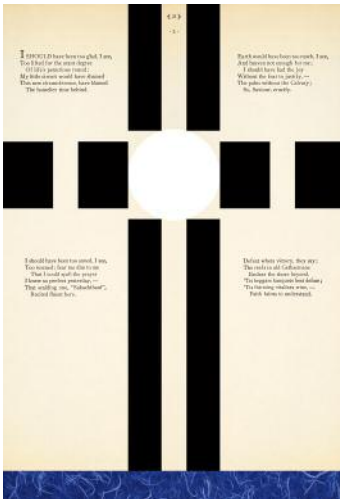 «2»
- 2 -
I SHOULD have been too glad, I see,
Too lifted for the scant degree
Of life's penurious round;
My little circuit would have shamed
This new circumference, have blamed
The homelier time behind.
Earth would have been too much, I see,
And heaven not enough for me;
I should have had the joy
Without the fear to justify, —
The palm without the Calvary;
So, Saviour, crucify.
I should have been too saved, I see,
Too rescued; fear too dim to me
That I could spell the prayer
I knew so perfect yesterday, —
That scalding one, "Sabachthani",
Recited fluent here.
Defeat whets victory, they say;
The reefs in old Gethsemane
Endear the shore beyond.
'Tis beggars banquets best define;
'Tis thirsting vitalizes wine, —
Faith faints to understand.